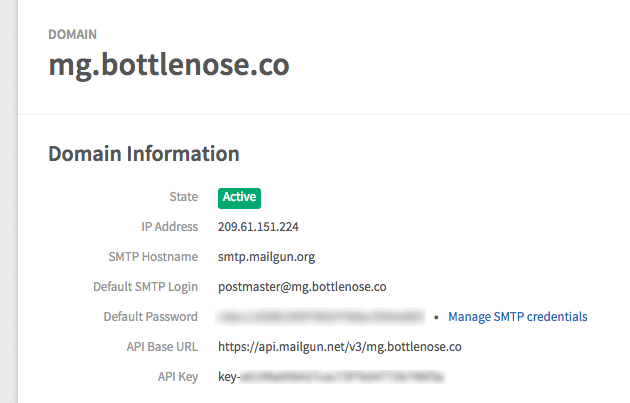 DOMAIN
mg.bottlenose.co
Domain Information
State Active
IP Address 209.61.151.224
SMTP Hostname smtp.mailgun.org
Default SMTP Login postmaster@mg.bottlenose.co
Default Password • Manage SMTP credentials
API Base URL https://api.mailgun.net/v3/mg.bottlenose.co
API Key key-